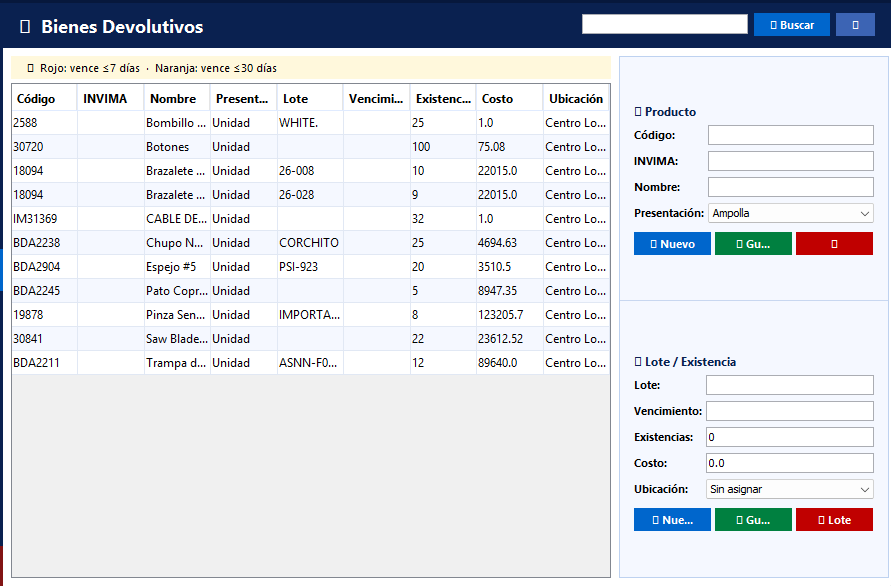 Bienes Devolutivos
Buscar
Rojo: vence ≤7 días · Naranja: vence ≤30 días
Código INVIMA Nombre Present... Lote Vencimi... Existenc... Costo Ubicación
2588 Bombillo ... Unidad WHITE. 25 1.0 Centro Lo...
30720 Botones Unidad 100 75.08 Centro Lo...
18094 Brazalete ... Unidad 26-008 10 22015.0 Centro Lo...
18094 Brazalete ... Unidad 26-028 9 22015.0 Centro Lo...
IM31369 CABLE DE... Unidad 32 1.0 Centro Lo...
BDA2238 Chupo N... Unidad CORCHITO 25 4694.63 Centro Lo...
BDA2904 Espejo #5 Unidad PSI-923 20 3510.5 Centro Lo...
BDA2245 Pato Copr... Unidad 5 8947.35 Centro Lo...
19878 Pinza Sen... Unidad IMPORTA... 8 123205.7 Centro Lo...
30841 Saw Blade... Unidad 22 23612.52 Centro Lo...
BDA2211 Trampa d... Unidad ASNN-F0... 12 89640.0 Centro Lo...
Producto
Código:
INVIMA:
Nombre:
Presentación: Ampolla
Nuevo Gu...
Lote / Existencia
Lote:
Vencimiento:
Existencias: 0
Costo: 0.0
Ubicación: Sin asignar
Nue... Gu... Lote